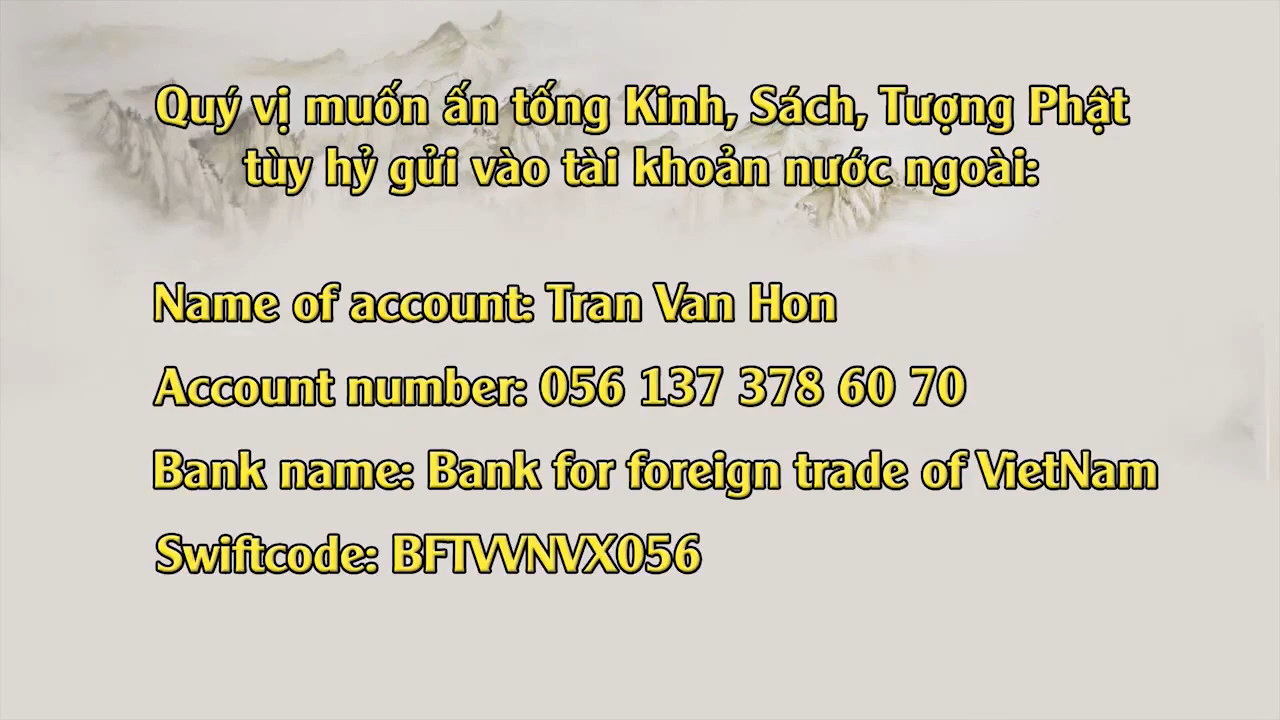 Quý vị muốn ấn tống Kinh, Sách, Tượng Phật
tùy hỷ gửi vào tài khoản nước ngoài:
Name of account: Tran Van Hon
Account number: 056 137 378 60 70
Bank name: Bank for foreign trade of VietNam
Swiftcode: BFTVVNVX056